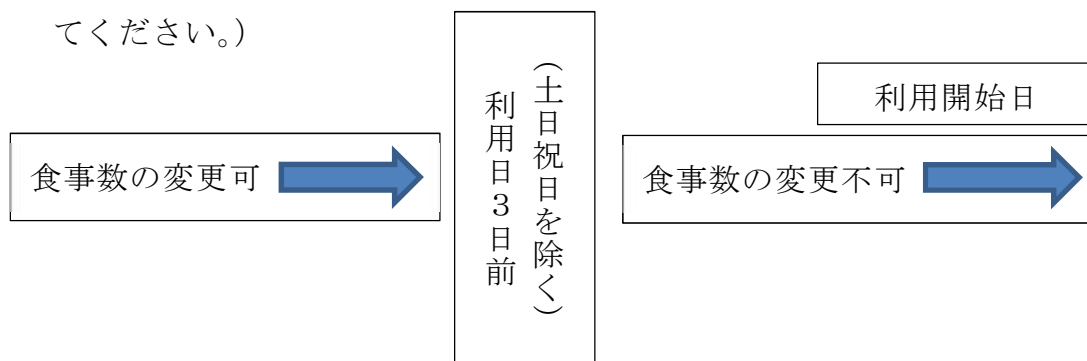 てください。）
食事数の変更可
利用日３日前
（土日祝日を除く）
利用開始日
食事数の変更不可